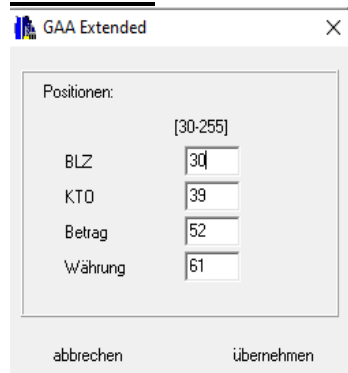 GAA Extended
Positionen:
[30-255]
BLZ 30
KTO 39
Betrag 52
Währung 61
abbrechen übernehmen